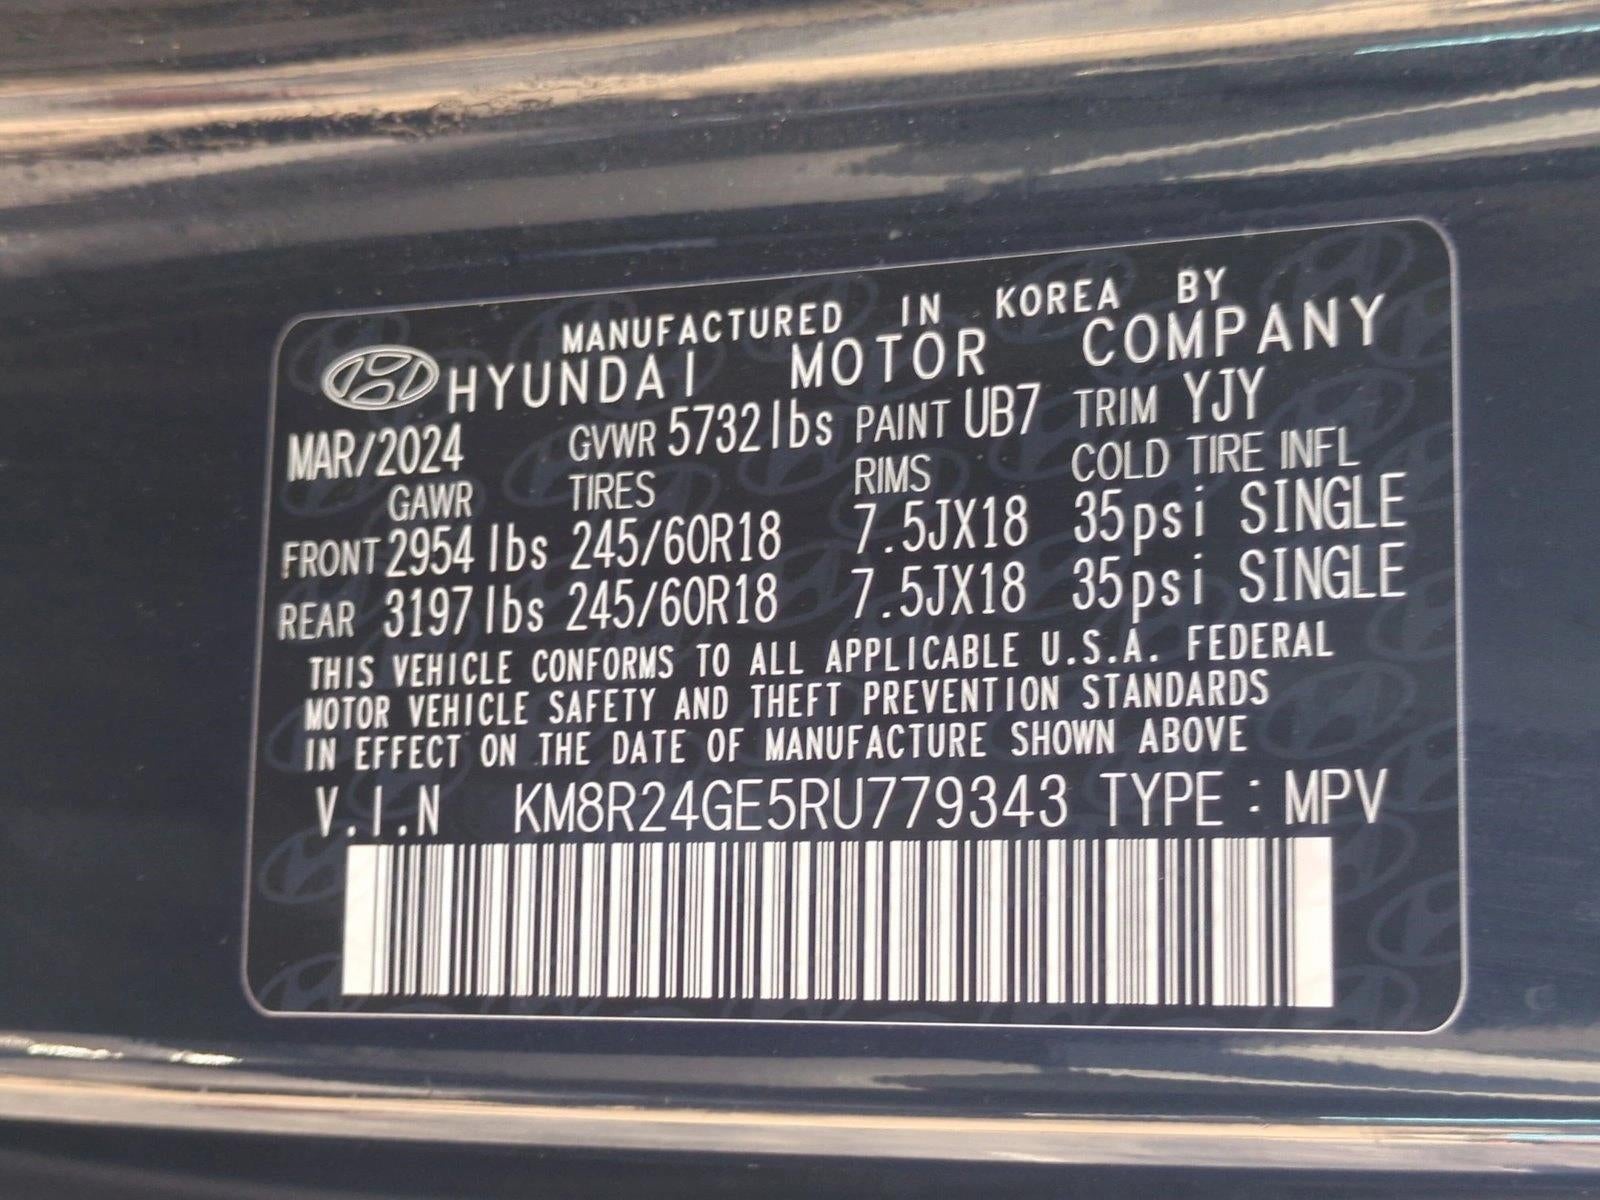 MANUFACTURED IN KOREA BY
HYUNDAI MOTOR COMPANY
MAR/2024 GVWR 5732lbs PAINT UB7 TRIM YJY
GAWR TIRES RIMS COLD TIRE INFL
FRONT 2954lbs 245/60R18 7.5JX18 35psi SINGLE
REAR 3197lbs 245/60R18 7.5JX18 35psi SINGLE
THIS VEHICLE CONFORMS TO ALL APPLICABLE U.S.A. FEDERAL
MOTOR VEHICLE SAFETY AND THEFT PREVENTION STANDARDS
IN EFFECT ON THE DATE OF MANUFACTURE SHOWN ABOVE
V.I.N KM8R24GE5RU779343 TYPE : MPV